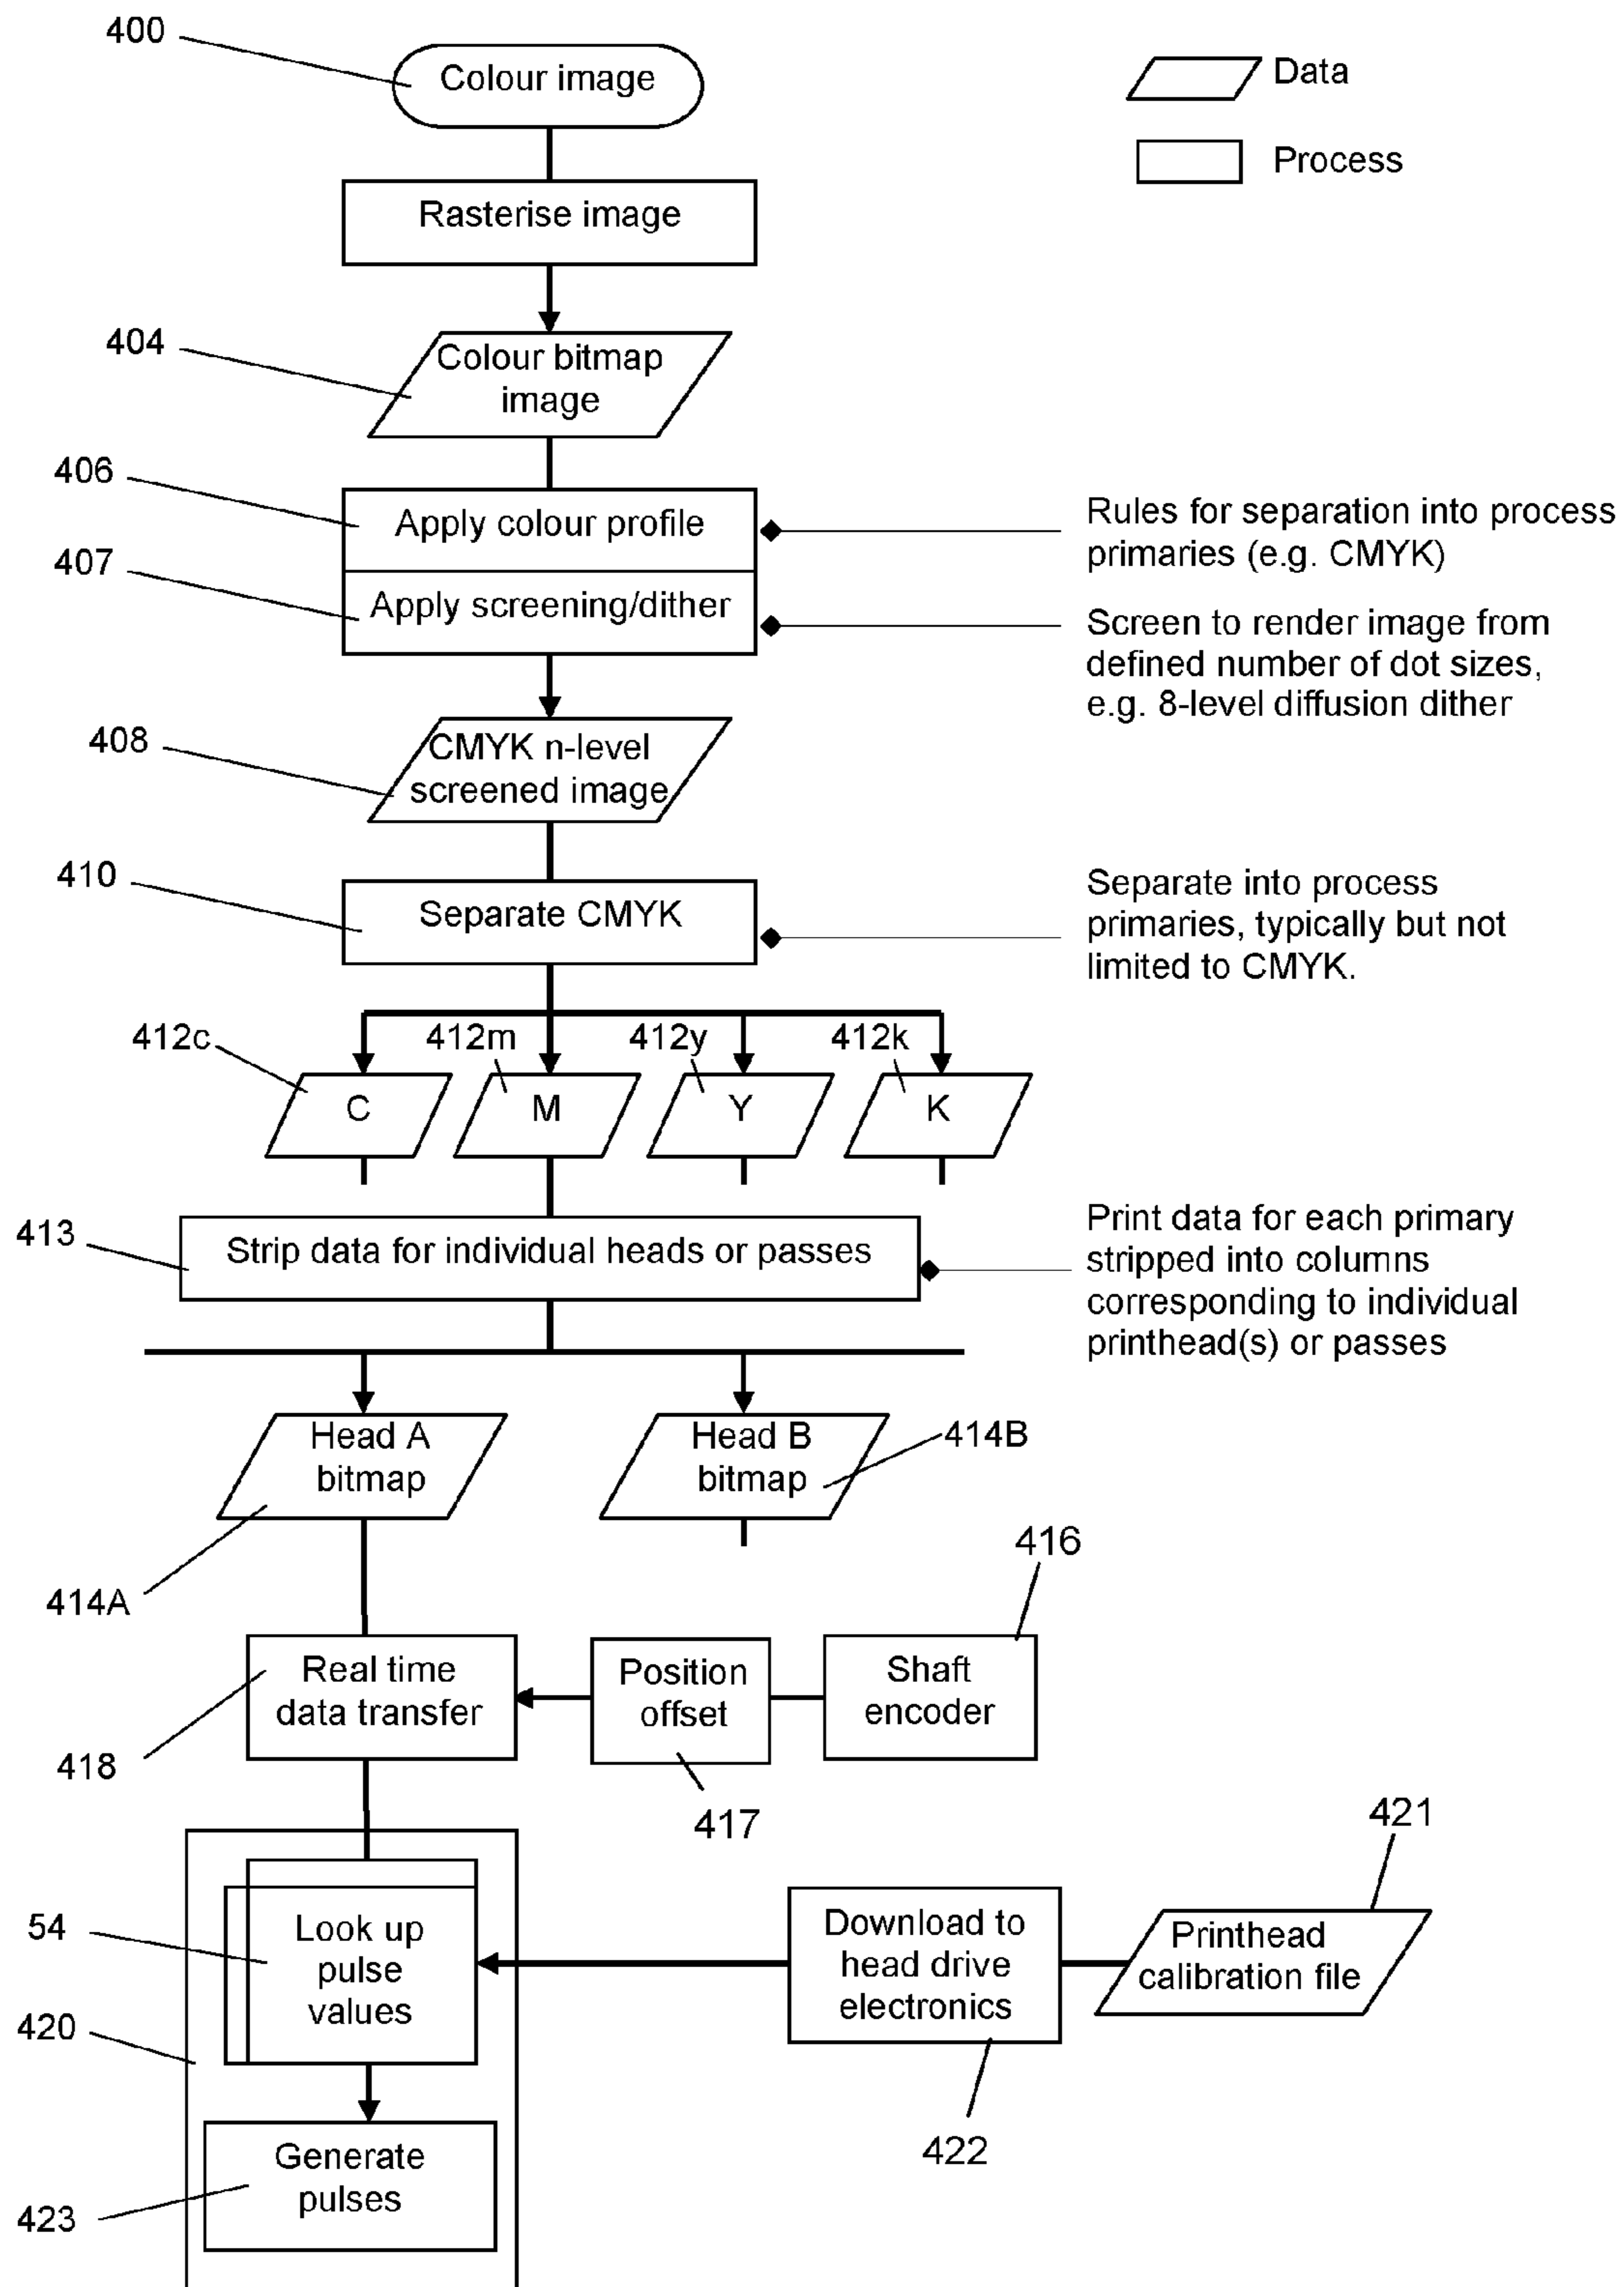 400
Colour image
Data
Process
Rasterise image
404
Colour bitmap
image
406
Apply colour profile
Rules for separation into process
primaries (e.g. CMYK)
407
Apply screening/dither
Screen to render image from
defined number of dot sizes,
e.g. 8-level diffusion dither
408
CMYK n-level
screened image
410
Separate CMYK
Separate into process
primaries, typically but not
limited to CMYK.
412c
412m
412y
412k
C
M
Y
K
413
Strip data for individual heads or passes
Print data for each primary
stripped into columns
corresponding to individual
printhead(s) or passes
Head A
bitmap
Head B
bitmap
414B
414A
416
Real time
data transfer
Position
offset
Shaft
encoder
418
417
421
54
Look up
pulse
values
Download to
head drive
electronics
Printhead
calibration file
420
422
Generate
pulses
423